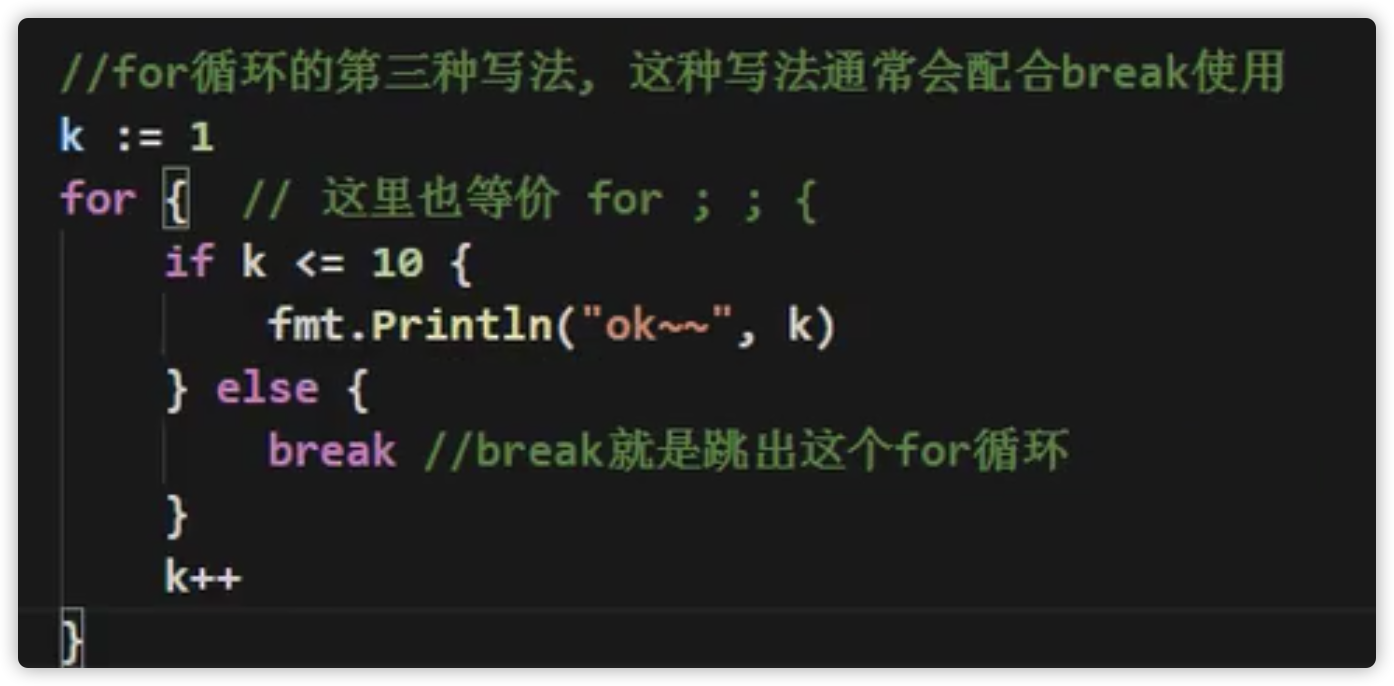 //for循环的第三种写法, 这种写法通常会配合break使用
k := 1
for {  // 这里也等价 for ; ; {
    if k <= 10 {
        fmt.Println("ok~~", k)
    } else {
        break //break就是跳出这个for循环
    }
    k++
}